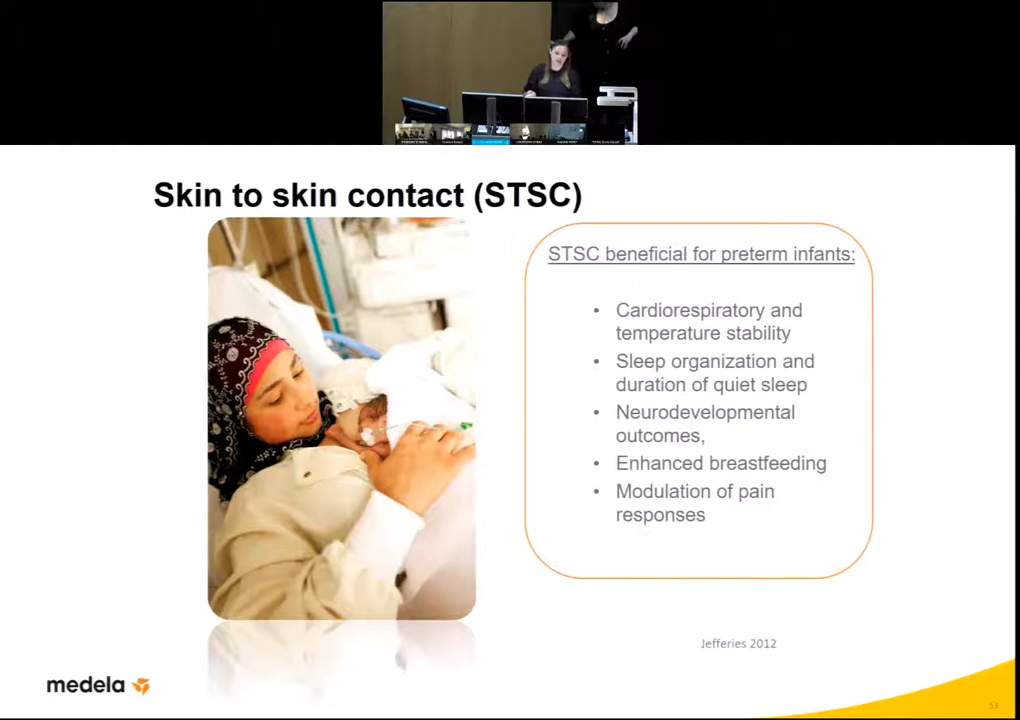 Skin to skin contact (STSC)
STSC beneficial for preterm infants:
• Cardiorespiratory and
temperature stability
• Sleep organization and
duration of quiet sleep
• Neurodevelopmental
outcomes,
• Enhanced breastfeeding
• Modulation of pain
responses
Jefferies 2012
medela
53